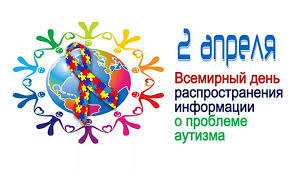 2 апреля
Всемирный день
распространения
информации
о проблеме
аутизма